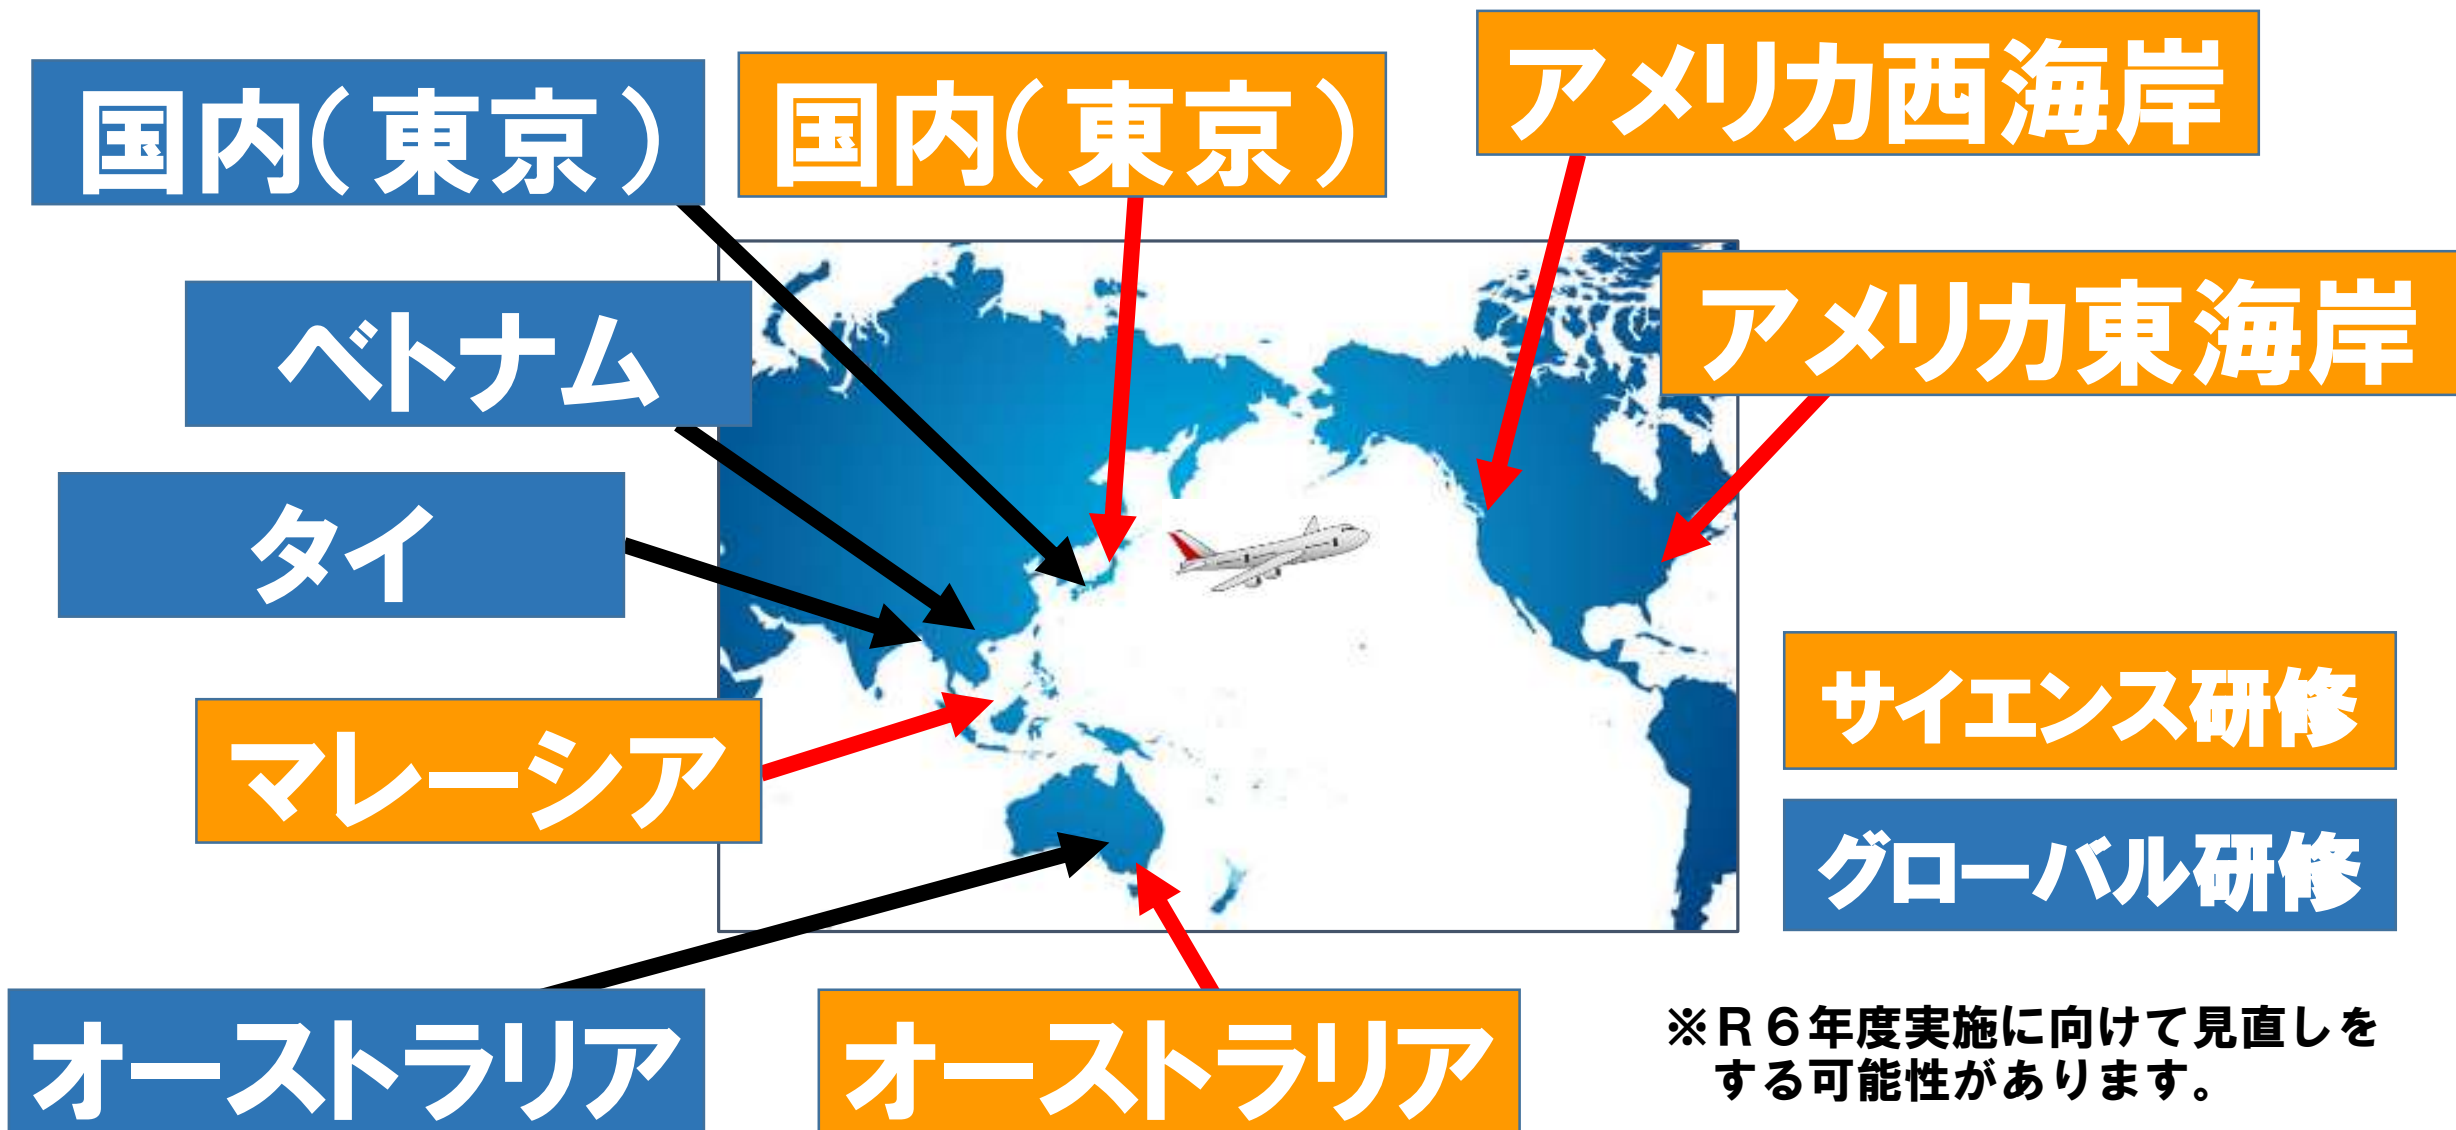 国内(東京)
国内(東京)
アメリカ西海岸
アメリカ東海岸
ベトナム
タイ
マレーシア
サイエンス研修
グローバル研修
オーストラリア
オーストラリア
※R6年度実施に向けて見直しを
する可能性があります。